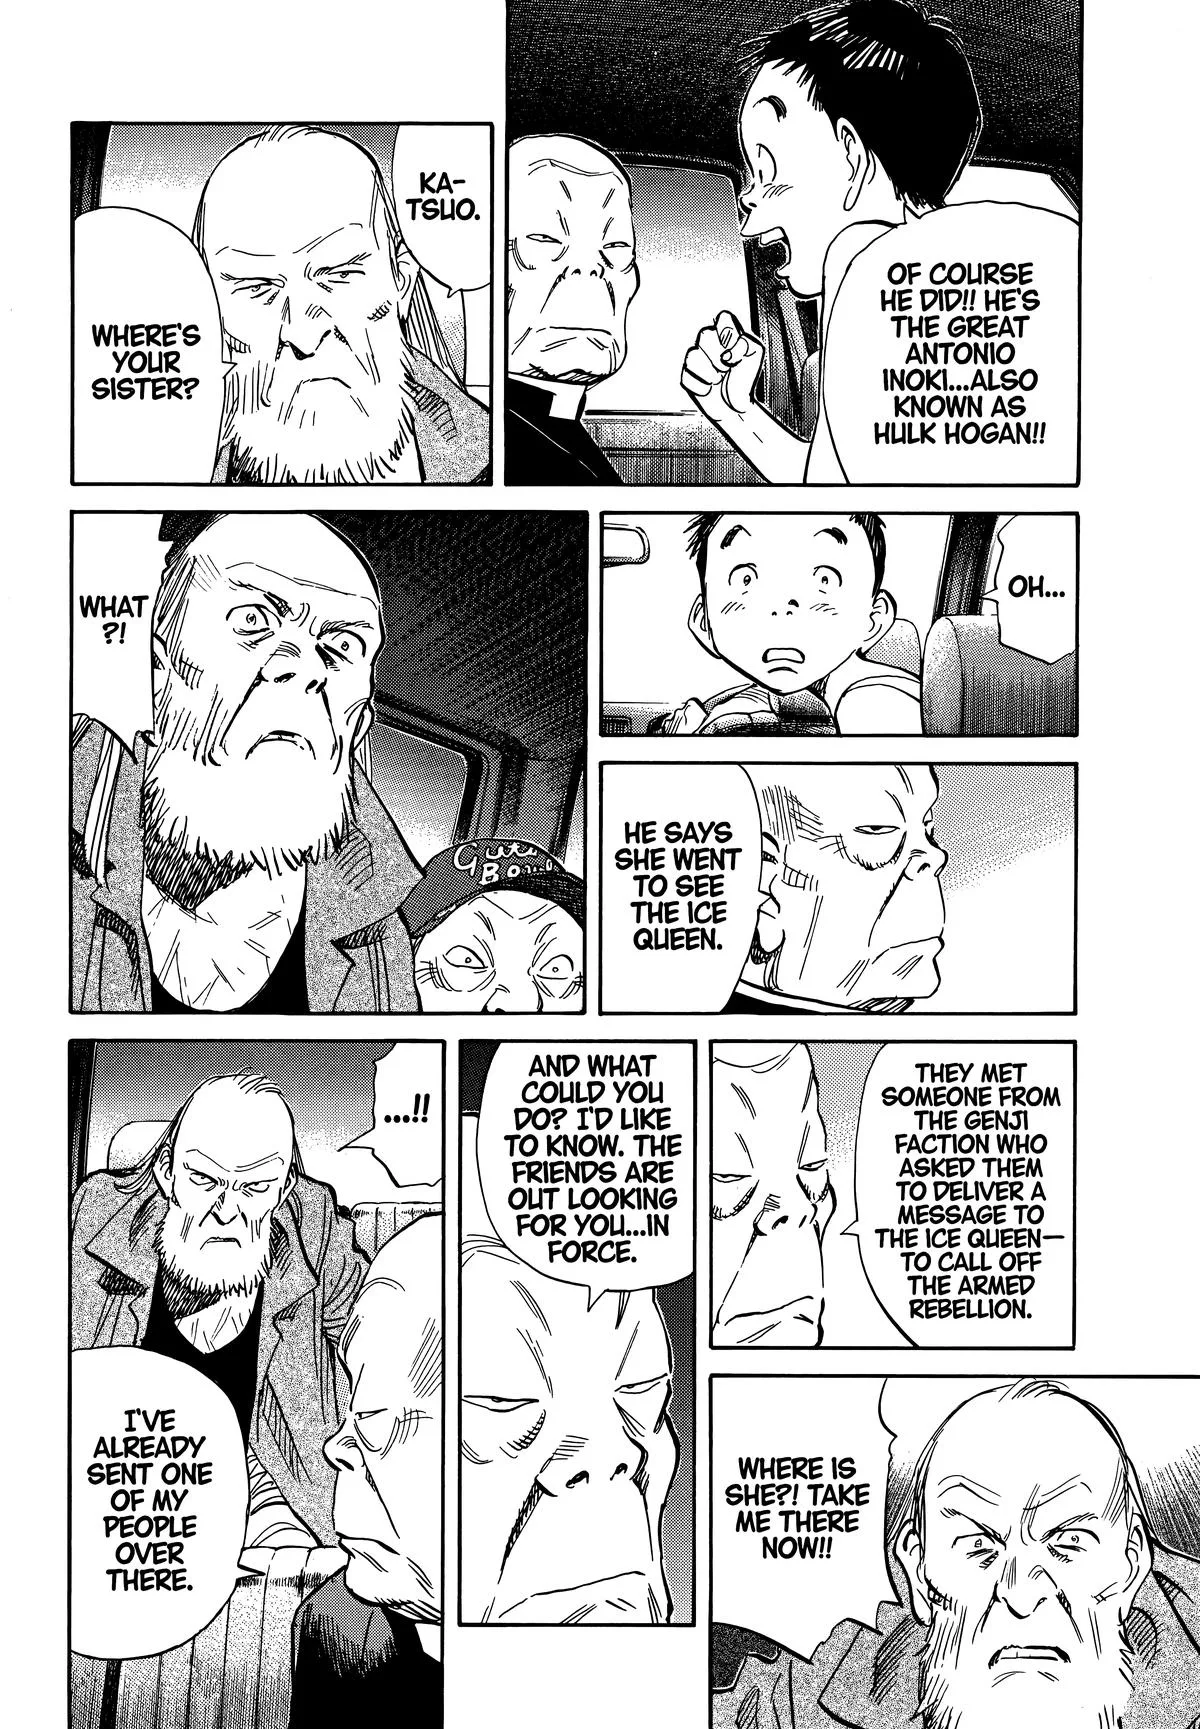 OF COURSE
HE DID!! HE'S
THE GREAT
ANTONIO
INOKI...ALSO
KNOWN AS
HULK HOGAN!!
KA-
TSUO.
WHERE'S
YOUR
SISTER?
OH...
HE SAYS
SHE WENT
TO SEE
THE ICE
QUEEN.
WHAT
?!
THEY MET
SOMEONE FROM
THE GENJI
FACTION WHO
ASKED THEM
TO DELIVER A
MESSAGE TO
THE ICE QUEEN—
TO CALL OFF
THE ARMED
REBELLION.
WHERE IS
SHE?! TAKE
ME THERE
NOW!!
AND WHAT
COULD YOU
DO? I'D LIKE
TO KNOW. THE
FRIENDS ARE
OUT LOOKING
FOR YOU...IN
FORCE.
...!!
I'VE
ALREADY
SENT ONE
OF MY
PEOPLE
OVER
THERE.